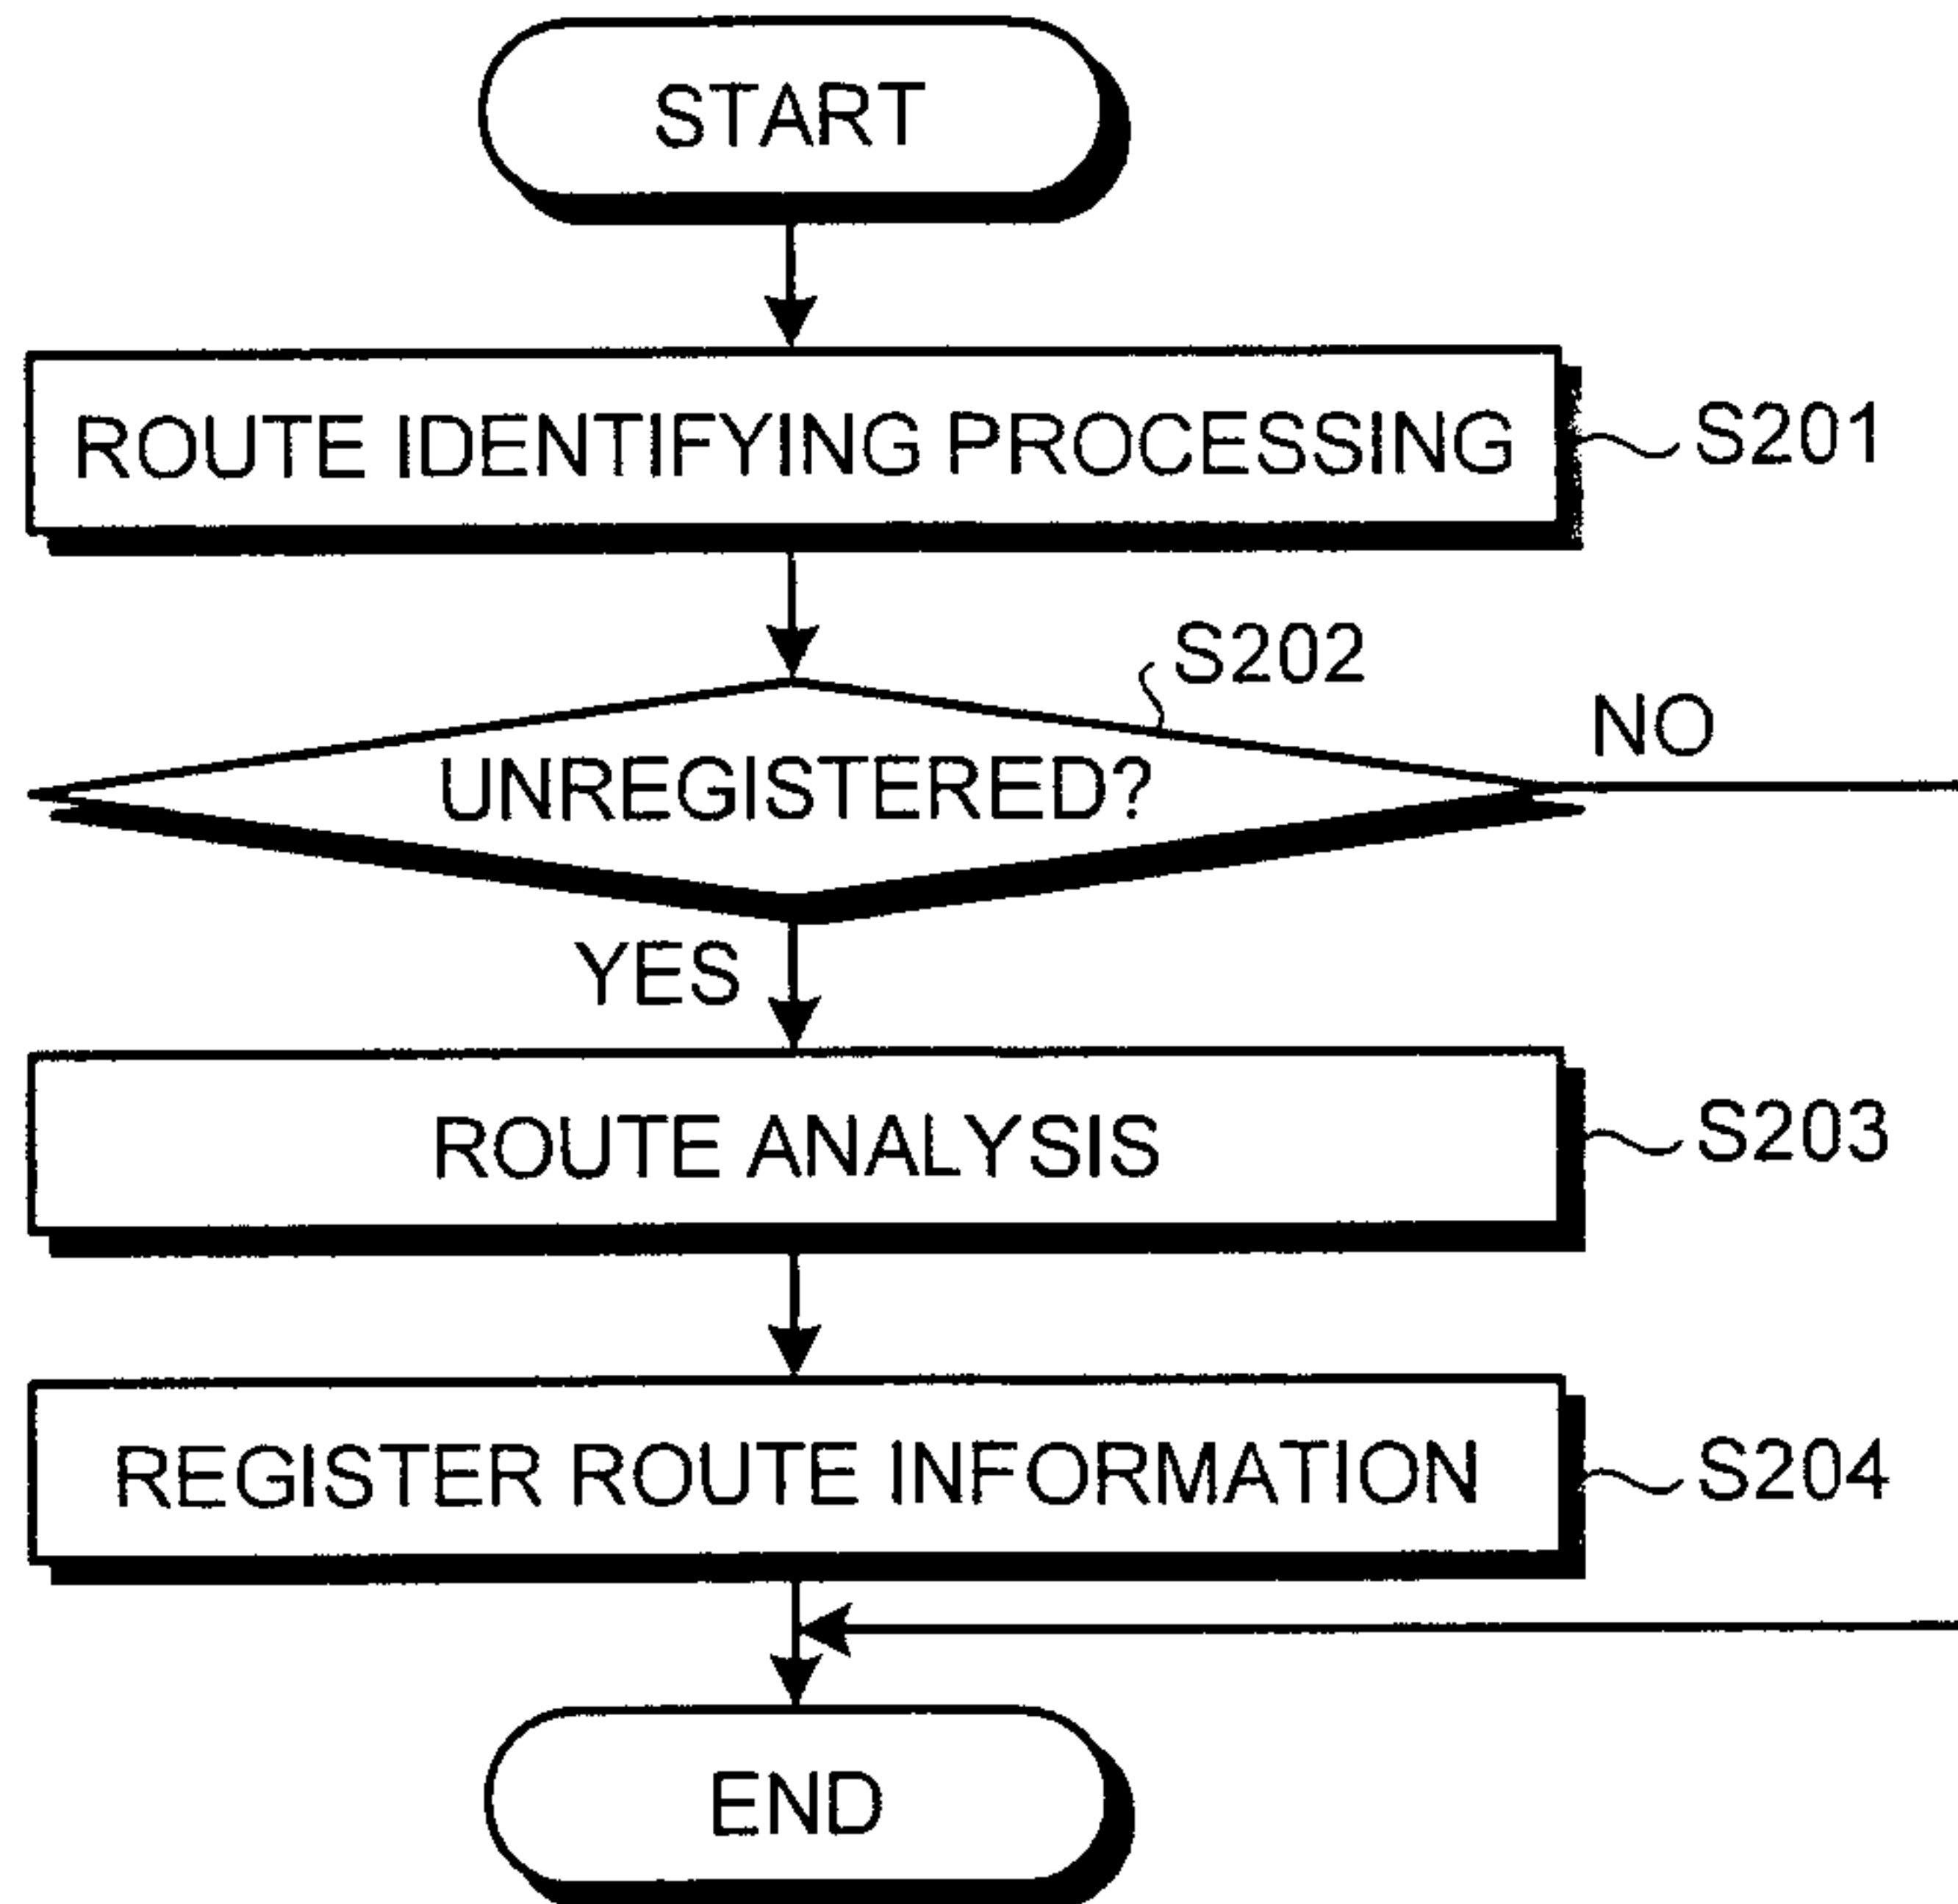 START
ROUTE IDENTIFYING PROCESSING
S201
S202
UNREGISTERED?
NO
YES
ROUTE ANALYSIS
S203
REGISTER ROUTE INFORMATION
S204
END